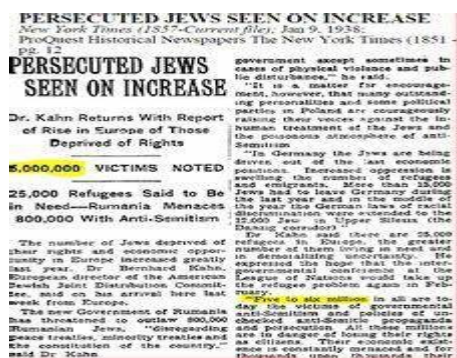 PERSECUTED JEWS SEEN ON INCREASE
New York Times (1857-Current file); Jan 9, 1938;
ProQuest Historical Newspapers The New York Times (1851 -
pg. 12
PERSECUTED JEWS
SEEN ON INCREASE
Dr. Kahn Returns With Report
of Rise in Europe of Those
Deprived of Rights
6,000,000 VICTIMS NOTED
25,000 Refugees Said to Be
in Need—Rumania Menaces
800,000 With Anti-Semitism
The number of Jews deprived of
their rights and economic oppor-
tunity in Europe increased greatly
last year, Dr. Bernhard Kahn,
European director of the American
Jewish Joint Distribution Commit-
tee, said on his arrival here last
week from Europe.
The new Government of Rumania
has threatened to outlaw 800,000
Rumanian Jews, "disregarding
peace treaties, minority treaties and
the constitution of the country,"
said Dr Kahn
government except sometimes in
cases of physical violence and pub-
lic disturbance," he said.
"It is a matter for encourage-
ment, however, that many outstand-
ing personalities and some political
parties in Poland are courageously
raising their voices against the in-
human treatment of the Jews and
the poisonous atmosphere of anti-
Semitism
"In Germany the Jews are being
driven out of the last economic
positions. Increased oppression is
swelling the number of refugees
and emigrants. More than
Jews had to leave Germany during
the last year and in the middle of
the year the German laws of racial
discrimination were extended to the
Jews in Upper Silesia (the
Danzig corridor)
Dr Kahn said there are 25,000
refugees in Europe, the greater
number of them living in need and
in demoralizing uncertainty. He
expressed the hope that the inter-
governmental conference at the
League of Nations would take up
the refugee problem again in Feb-
ruary.
"Five to six million in all are to-
day the victims of governmental
anti-Semitism and policies of un-
checked anti-Semitic propaganda
and persecution. All these millions
are in danger of losing their rights
as citizens. Their economic exist-
ence is constantly menaced and for
thousands upon thousands their